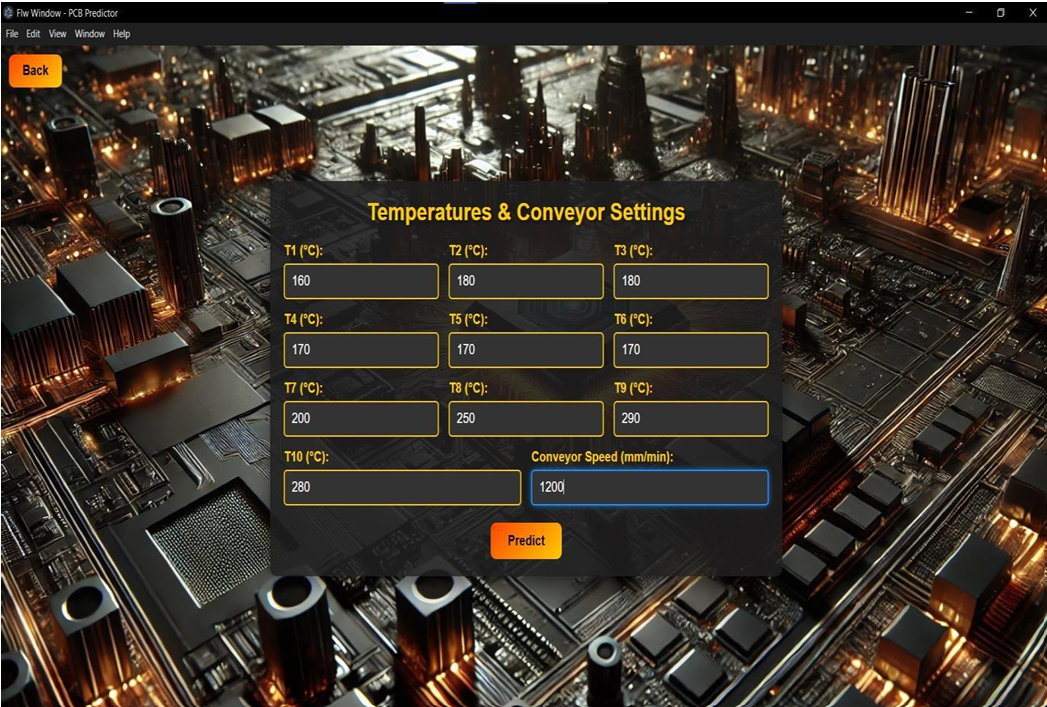 Flw Window - PCB Predictor
File Edit View Window Help
Back
Temperatures & Conveyor Settings
T1 (°C): T2 (°C): T3 (°C):
160 180 180
T4 (°C): T5 (°C): T6 (°C):
170 170 170
T7 (°C): T8 (°C): T9 (°C):
200 250 290
T10 (°C): Conveyor Speed (mm/min):
280 1200
Predict